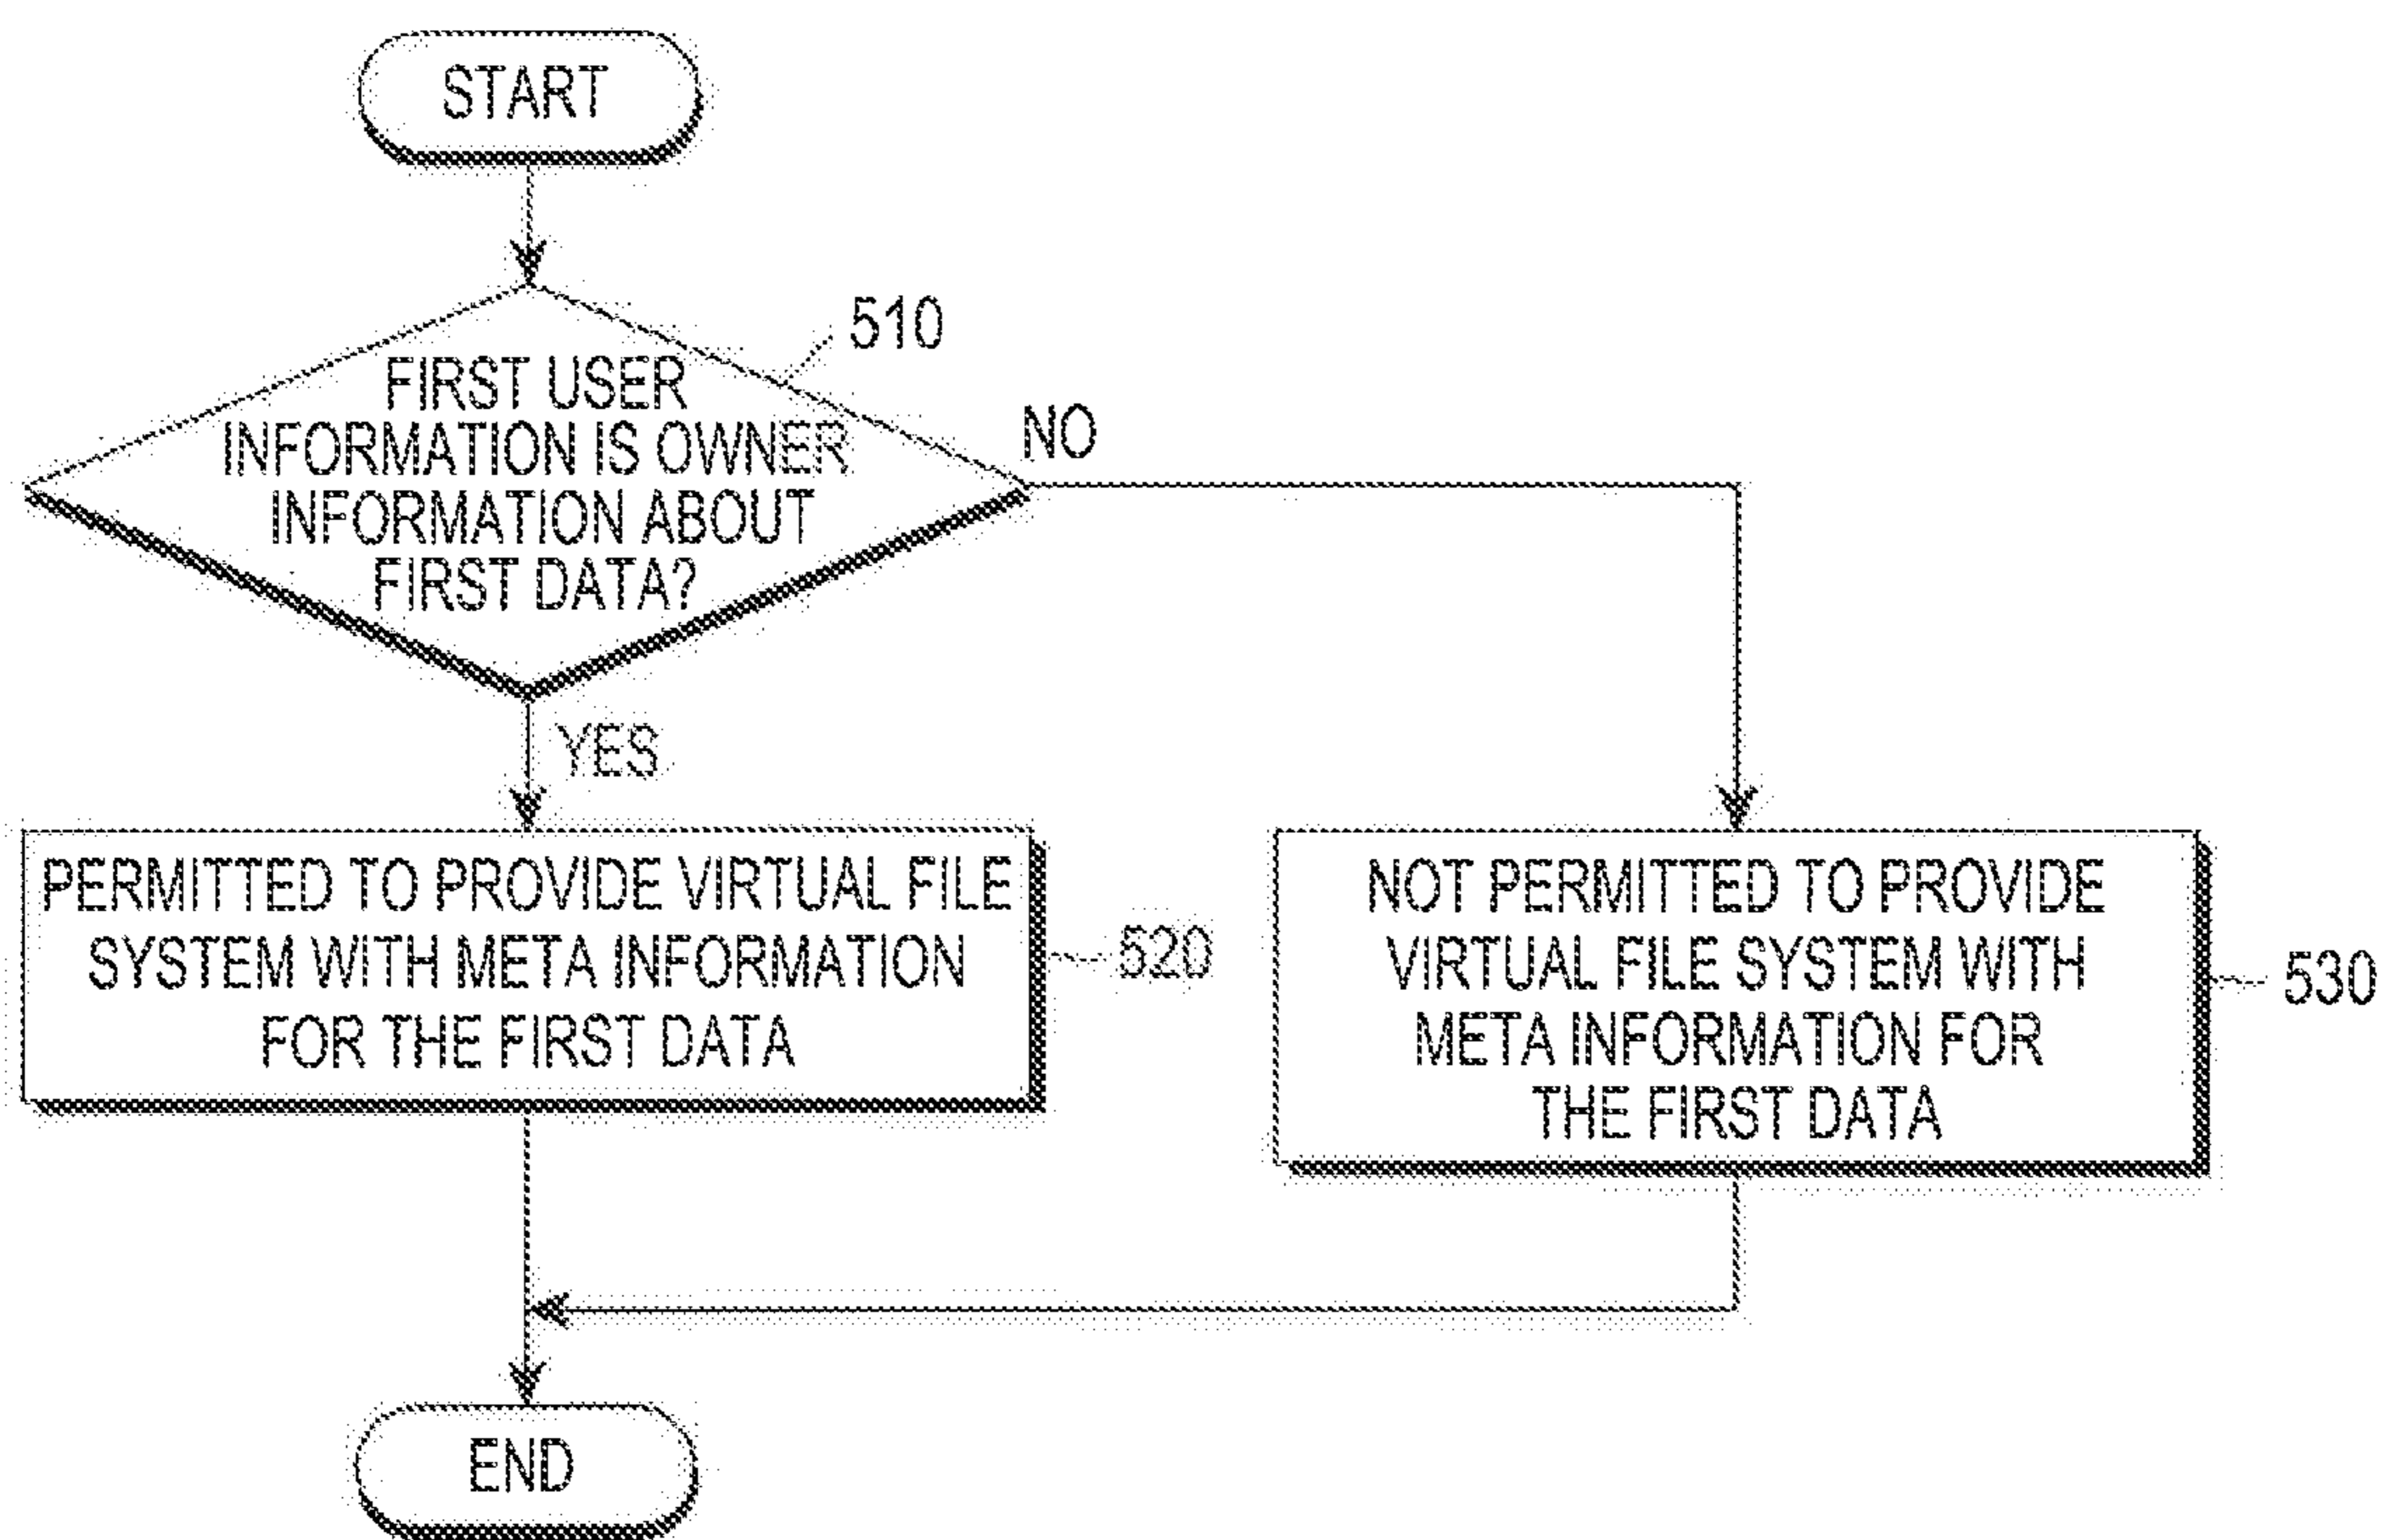 START
510
FIRST USER
INFORMATION IS OWNER
INFORMATION ABOUT
FIRST DATA?
NO
YES
PERMITTED TO PROVIDE VIRTUAL FILE
SYSTEM WITH META INFORMATION
FOR THE FIRST DATA
520
NOT PERMITTED TO PROVIDE
VIRTUAL FILE SYSTEM WITH
META INFORMATION FOR
THE FIRST DATA
530
END